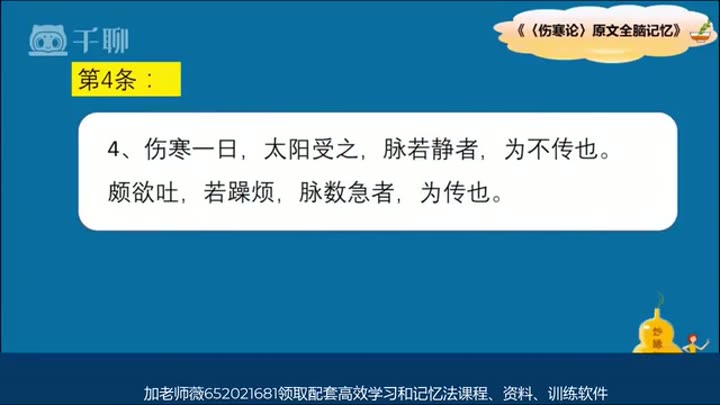 千聊
《〈伤寒论〉原文全脑记忆》
第4条：
4、伤寒一日，太阳受之，脉若静者，为不传也。
颇欲吐，若躁烦，脉数急者，为传也。
加老师薇652021681领取配套高效学习和记忆法课程、资料、训练软件